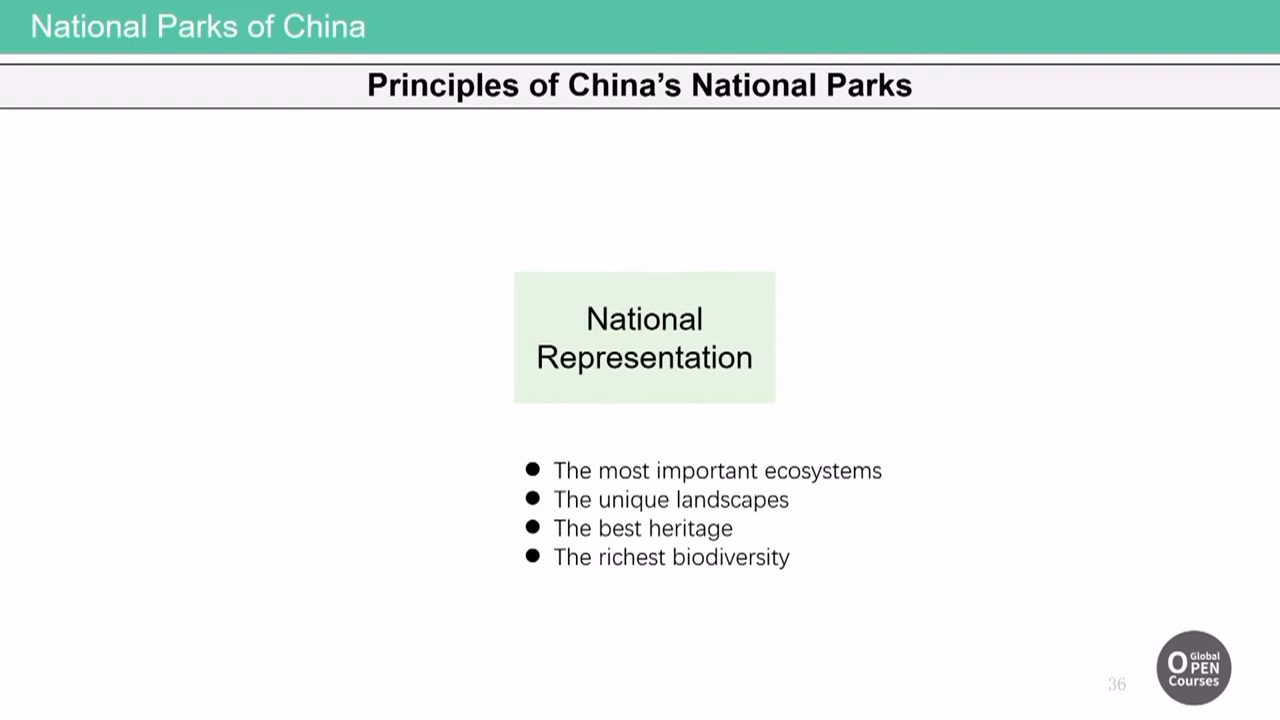 National Parks of China
Principles of China’s National Parks
National
Representation
● The most important ecosystems
● The unique landscapes
● The best heritage
● The richest biodiversity
36
Global
OPEN
Courses